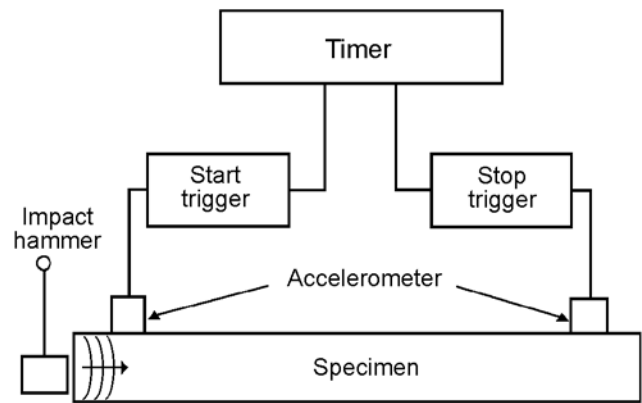 Timer
Start
trigger
Stop
trigger
Impact
hammer
Accelerometer
Specimen